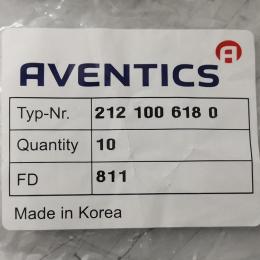 AVENTICS
Typ-Nr. 212 100 618 0
Quantity 10
FD 811
Made in Korea